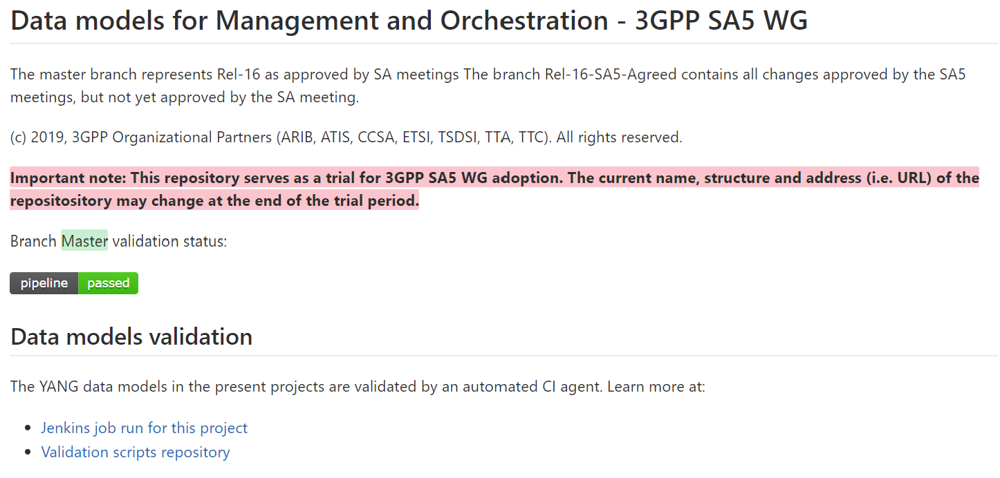 Data models for Management and Orchestration - 3GPP SA5 WG
The master branch represents Rel-16 as approved by SA meetings The branch Rel-16-SA5-Agreed contains all changes approved by the SA5
meetings, but not yet approved by the SA meeting.
(c) 2019, 3GPP Organizational Partners (ARIB, ATIS, CCSA, ETSI, TSDSI, TTA, TTC). All rights reserved.
Important note: This repository serves as a trial for 3GPP SA5 WG adoption. The current name, structure and address (i.e. URL) of the
repositository may change at the end of the trial period.
Branch Master validation status:
pipeline passed
Data models validation
The YANG data models in the present projects are validated by an automated CI agent. Learn more at:
• Jenkins job run for this project
• Validation scripts repository